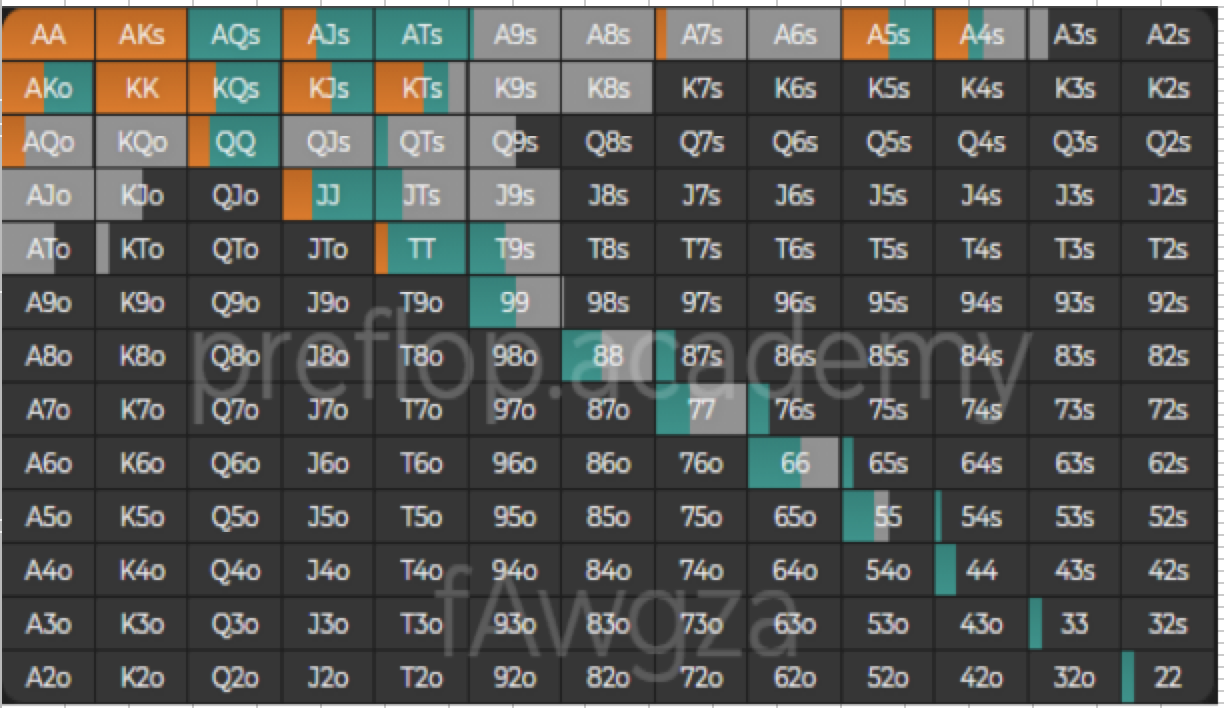 AA AKs AQs AJs ATs A9s A8s A7s A6s A5s A4s A3s A2s
AKo KK KQs KJs KTs K9s K8s K7s K6s K5s K4s K3s K2s
AQo KQo QQ QJs QTs Q9s Q8s Q7s Q6s Q5s Q4s Q3s Q2s
AJo KJo QJo JJ JTs J9s J8s J7s J6s J5s J4s J3s J2s
ATo KTo QTo JTo TT T9s T8s T7s T6s T5s T4s T3s T2s
A9o K9o Q9o J9o T9o 99 98s 97s 96s 95s 94s 93s 92s
preflop.academy
A8o K8o Q8o J8o T8o 98o 88 87s 86s 85s 84s 83s 82s
A7o K7o Q7o J7o T7o 97o 87o 77 76s 75s 74s 73s 72s
A6o K6o Q6o J6o T6o 96o 86o 76o 66 65s 64s 63s 62s
A5o K5o Q5o J5o T5o 95o 85o 75o 65o 55 54s 53s 52s
A4o K4o Q4o J4o T4o 94o 84o 74o 64o 54o 44 43s 42s
fAwgza
A3o K3o Q3o J3o T3o 93o 83o 73o 63o 53o 43o 33 32s
A2o K2o Q2o J2o T2o 92o 82o 72o 62o 52o 42o 32o 22